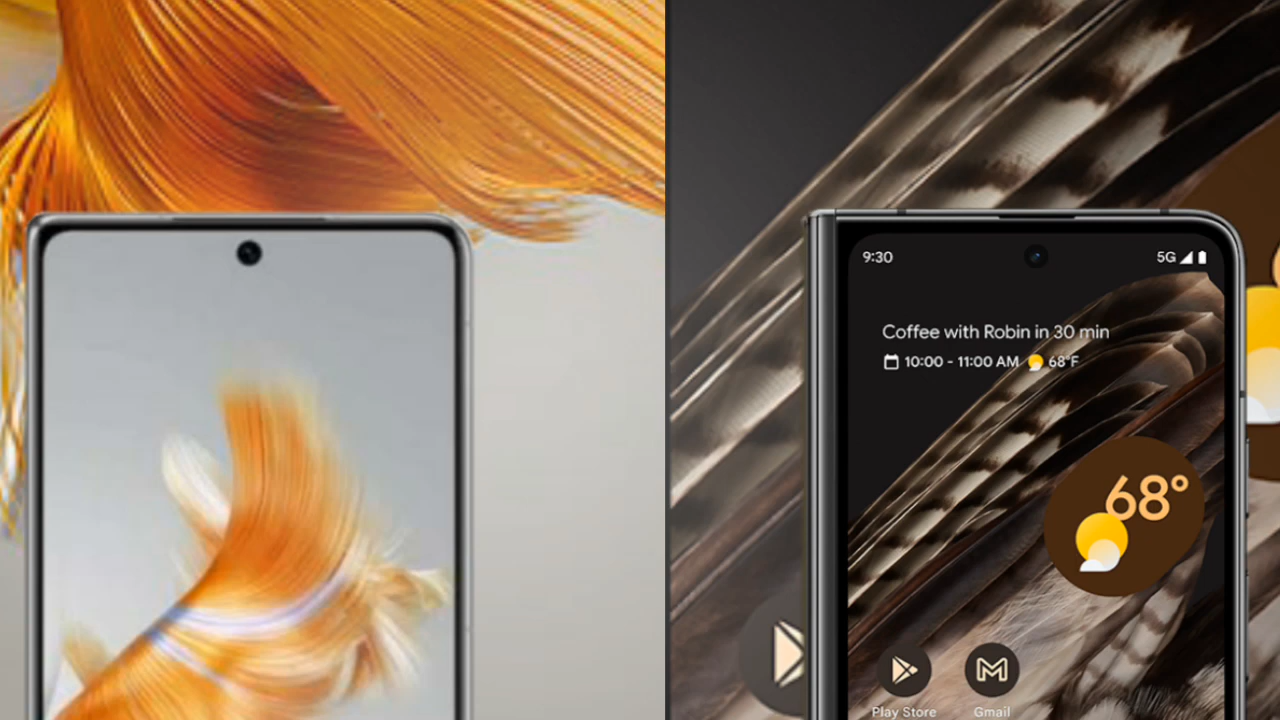 9:30
5G
Coffee with Robin in 30 min
10:00 - 11:00 AM 68°F
68°
Play Store Gmail